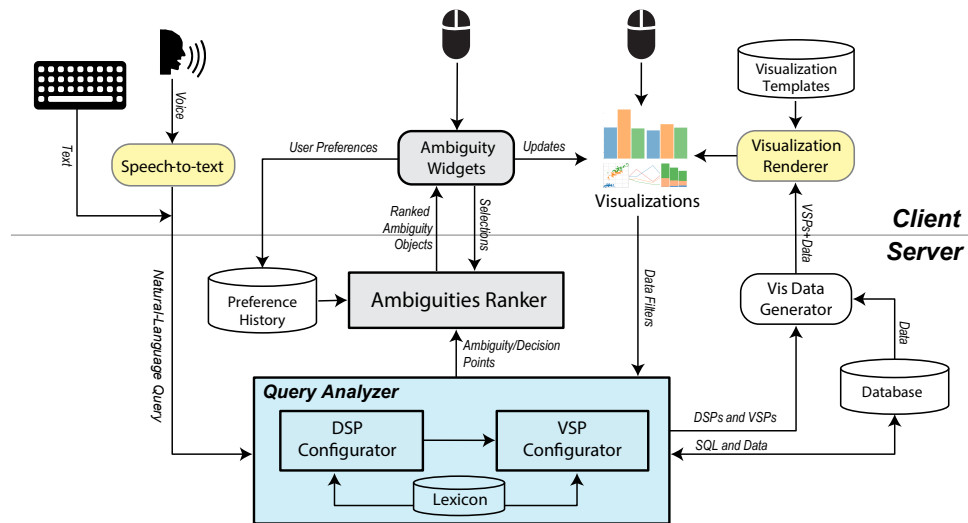 Voice
Text
Speech-to-text
User Preferences
Ambiguity
Widgets
Updates
Visualizations
Visualization
Templates
Visualization
Renderer
Ranked
Ambiguity
Objects
Selections
VSPs+Data
Client
Server
Natural-Language Query
Preference
History
Ambiguities Ranker
Data Filters
Vis Data
Generator
Data
Ambiguity/Decision
Points
Database
Query Analyzer
DSP
Configurator
VSP
Configurator
Lexicon
DSPs and VSPs
SQL and Data